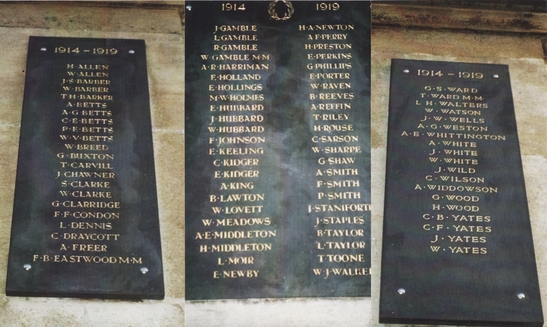 1914-1919
H·ALLEN
W·ALLEN
J·S·BARBER
W·BARBER
T·H·BARKER
A·BETTS
A·G·BETTS
C·E·BETTS
P·E·BETTS
W·V·BETTS
W·BREED
G·BUXTON
T·CARVILL
J·CHAWNER
S·CLARKE
W·CLARKE
G·CLARRIDGE
F·F·CONDON
L·DENNIS
C·DRAYCOTT
A·FREER
F·B·EASTWOOD M·M
1914 1919
J·GAMBLE
L·GAMBLE
R·GAMBLE
W·GAMBLE M·M
A·R·HARRIMAN
F·HOLLAND
E·HOLLINGS
M·W·HOLMES
E·HUBBARD
J·HUBBARD
W·HUBBARD
F·JOHNSON
E·KEELING
C·KIDGER
E·KIDGER
A·KING
B·LAWTON
W·LOVETT
W·MEADOWS
A·E·MIDDLETON
H·MIDDLETON
L·MOIR
E·NEWBY
H·A·NEWTON
A·F·PERRY
H·PRESTON
E·PERKINS
G·PHILLIPS
E·PORTER
W·RAVEN
B·REEVES
A·REFFIN
T·RILEY
H·ROUSE
C·SARSON
W·SHARPE
G·SHAW
A·SMITH
F·SMITH
P·SMITH
J·STANIFORD
J·STAPLES
B·TAYLOR
L·TAYLOR
T·TOONE
W·J·WALKER
1914-1919
G·S·WARD
T·WARD M·M
L·H·WALTERS
W·WATSON
J·W·WELLS
A·G·WESTON
A·E·WHITTINGTON
A·WHITE
J·WHITE
W·WHITE
J·WILD
C·WILSON
A·WIDDOWSON
G·WOOD
H·WOOD
C·B·YATES
C·F·YATES
J·YATES
W·YATES